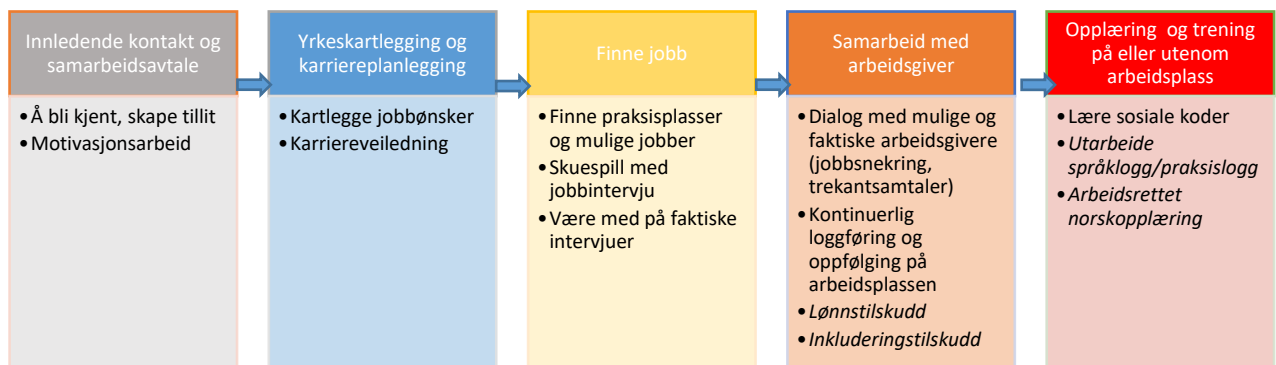 Innledende kontakt og
samarbeidsavtale
• Å bli kjent, skape tillit
• Motivasjonsarbeid
Yrkeskartlegging og
karriereplanlegging
• Kartlegge jobbønsker
• Karriereveiledning
Finne jobb
• Finne praksisplasser
og mulige jobber
• Skuespill med
jobbintervju
• Være med på faktiske
intervjuer
Samarbeid med
arbeidsgiver
• Dialog med mulige og
faktiske arbeidsgivere
(jobbsnekring,
trekantsamtaler)
• Kontinuerlig
loggføring og
oppfølging på
arbeidsplassen
• Lønnstilskudd
• Inkluderingstilskudd
Opplæring og trening
på eller utenom
arbeidsplass
• Lære sosiale koder
• Utarbeide
språklogg/praksislogg
• Arbeidsrettet
norskopplæring